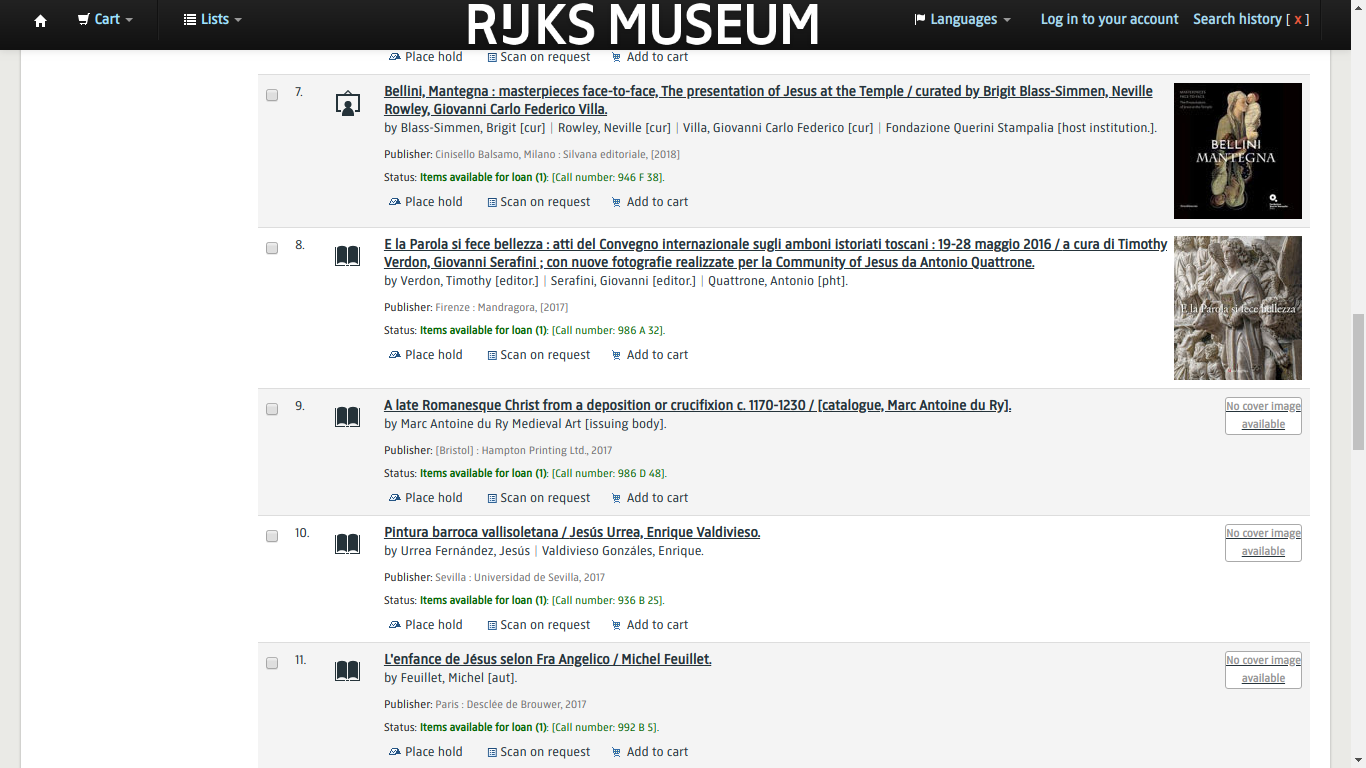 Cart
Lists
RIJKS MUSEUM
Languages
Log in to your account
Search history [ x ]
Place hold Scan on request Add to cart
7.
Bellini, Mantegna : masterpieces face-to-face, The presentation of Jesus at the Temple / curated by Brigit Blass-Simmen, Neville
Rowley, Giovanni Carlo Federico Villa.
by Blass-Simmen, Brigit [cur] | Rowley, Neville [cur] | Villa, Giovanni Carlo Federico [cur] | Fondazione Querini Stampalia [host institution.].
Publisher: Cinisello Balsamo, Milano : Silvana editoriale, [2018]
Status: Items available for loan (1): [Call number: 946 F 38].
Place hold Scan on request Add to cart
BELLINI
MANTEGNA
8.
E la Parola si fece bellezza : atti del Convegno internazionale sugli amboni istoriati toscani : 19-28 maggio 2016 / a cura di Timothy
Verdon, Giovanni Serafini ; con nuove fotografie realizzate per la Community of Jesus da Antonio Quattrone.
by Verdon, Timothy [editor.] | Serafini, Giovanni [editor.] | Quattrone, Antonio [pht].
Publisher: Firenze : Mandragora, [2017]
Status: Items available for loan (1): [Call number: 986 A 32].
Place hold Scan on request Add to cart
E la Parola si fece bellezza
9.
A late Romanesque Christ from a deposition or crucifixion c. 1170-1230 / [catalogue, Marc Antoine du Ry].
by Marc Antoine du Ry Medieval Art [issuing body].
Publisher: [Bristol] : Hampton Printing Ltd., 2017
Status: Items available for loan (1): [Call number: 986 D 48].
Place hold Scan on request Add to cart
No cover image
available
10.
Pintura barroca vallisoletana / Jesús Urrea, Enrique Valdivieso.
by Urrea Fernández, Jesús | Valdivieso Gonzáles, Enrique.
Publisher: Sevilla : Universidad de Sevilla, 2017
Status: Items available for loan (1): [Call number: 936 B 25].
Place hold Scan on request Add to cart
No cover image
available
11.
L'enfance de Jésus selon Fra Angelico / Michel Feuillet.
by Feuillet, Michel [aut].
Publisher: Paris : Desclée de Brouwer, 2017
Status: Items available for loan (1): [Call number: 992 B 5].
Place hold Scan on request Add to cart
No cover image
available